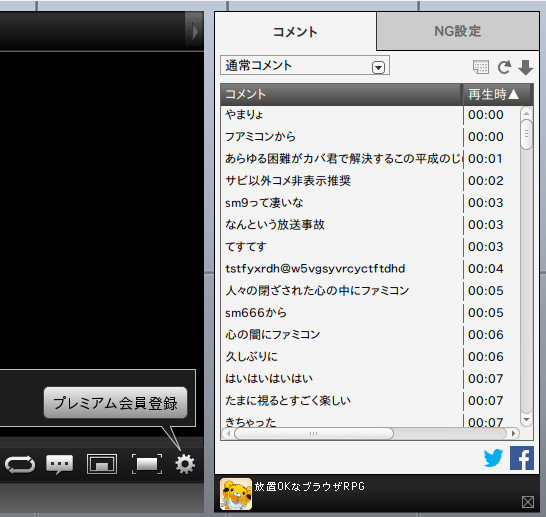 コメント
NG設定
通常コメント
コメント 再生時▲
やまりょ 00:00
フアミコンから 00:00
あらゆる困難がカバ君で解決するこの平成のじ 00:01
サビ以外コメ非表示推奨 00:02
sm9って凄いな 00:03
なんという放送事故 00:03
てすてす 00:03
tstfyxrdh@w5vgsyvrcyctftdhd 00:04
人々の閉ざされた心の中にファミコン 00:05
sm666から 00:05
心の闇にファミコン 00:06
久しぶりに 00:06
はいはいはいはい 00:07
たまに視るとすごく楽しい 00:07
きちゃった 00:07
プレミアム会員登録
放置OKなブラウザRPG